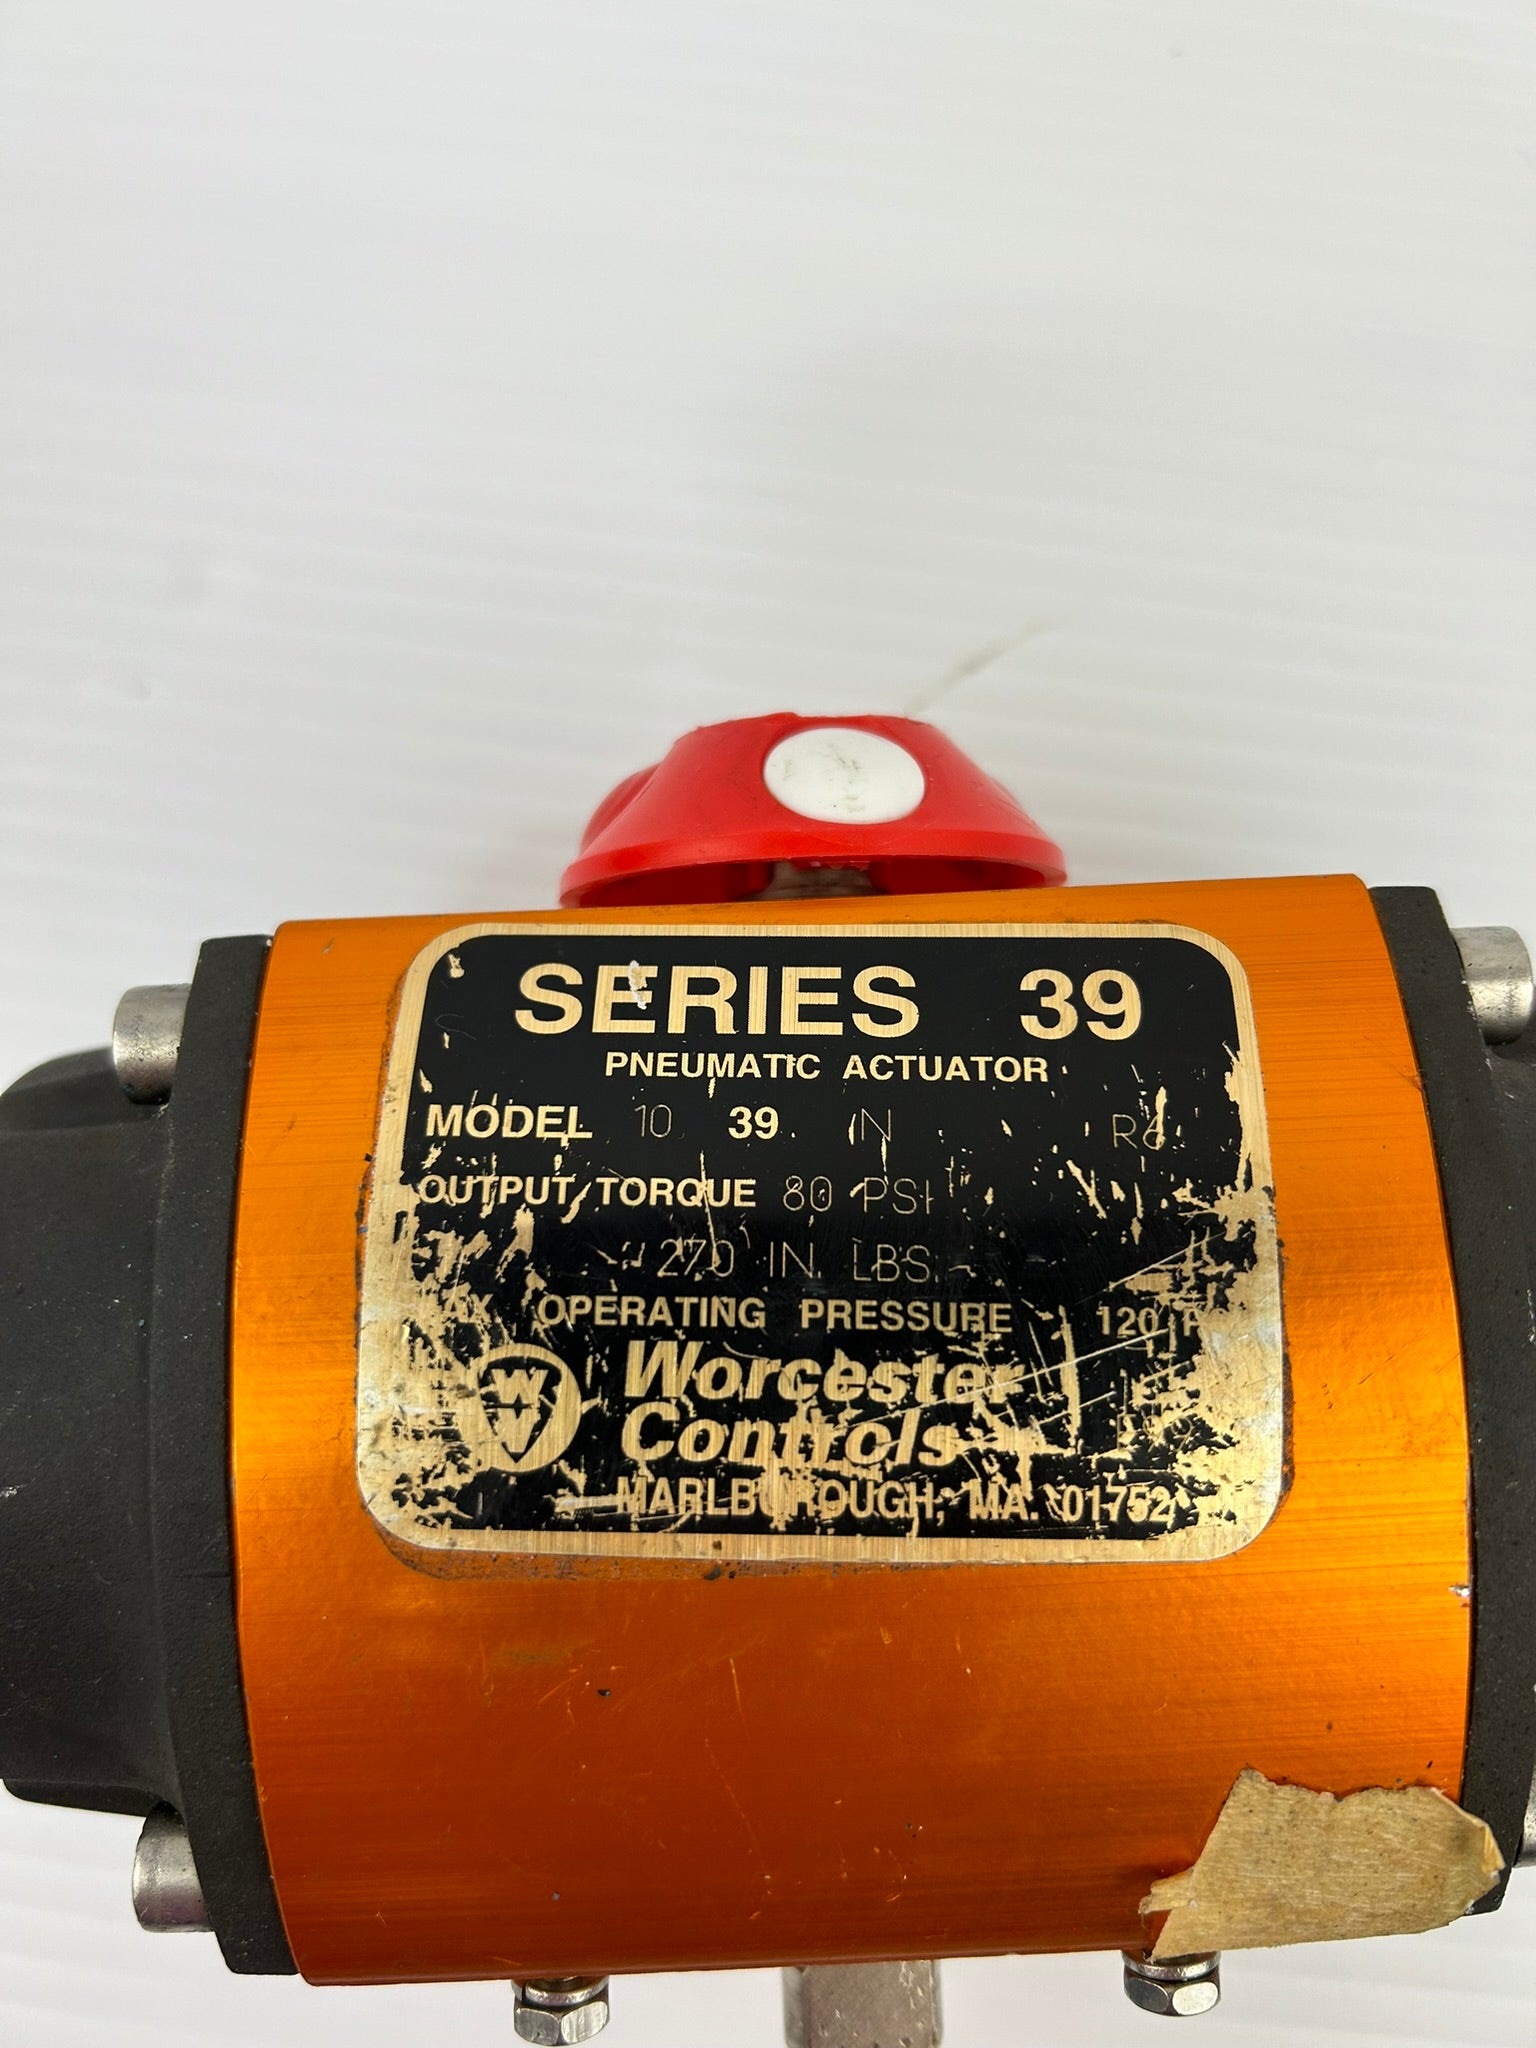 SERIES 39
PNEUMATIC ACTUATOR
MODEL 10 39 N R6
OUTPUT TORQUE 80 PSI
270 IN. LBS.
OPERATING PRESSURE 120
W
Worcester
Controls
MARLBOROUGH, MA. 01752